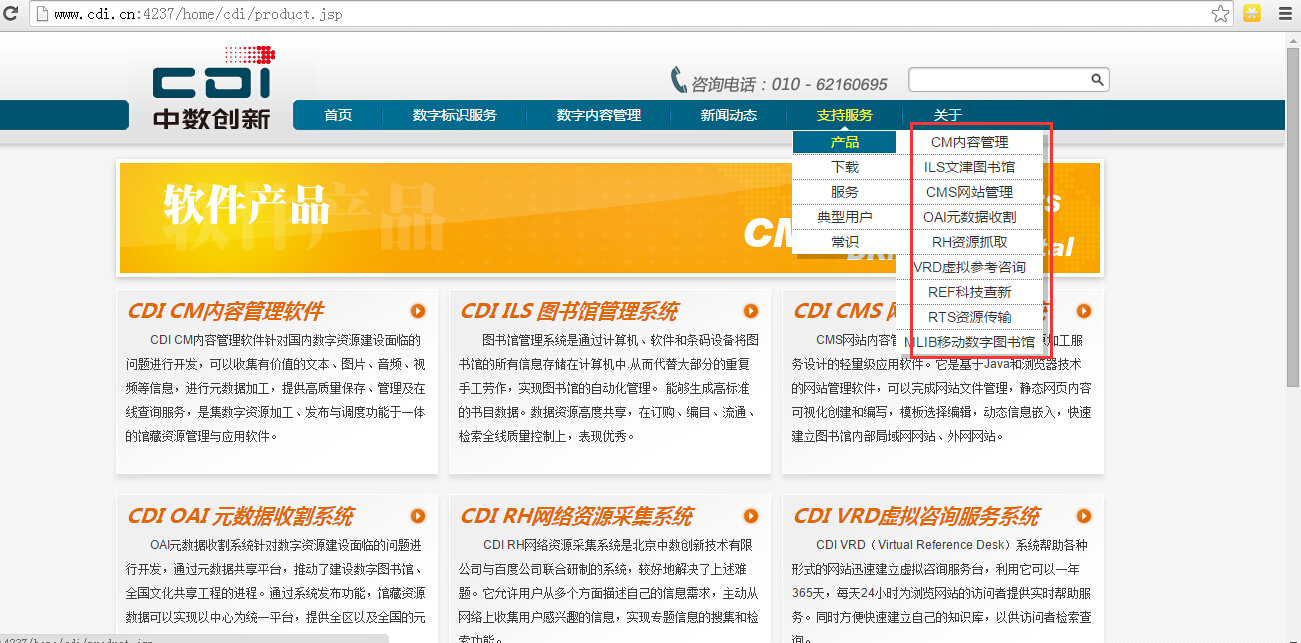 www.cdi.cn:4237/home/cdi/product.jsp
CDI
中数创新
咨询电话：010 - 62160695
首页 数字标识服务 数字内容管理 新闻动态 支持服务 关于
产品
下载
服务
典型用户
常识
CM内容管理
ILS文津图书馆
CMS网站管理
OAI元数据收割
RH资源抓取
VRD虚拟参考咨询
REF科技查新
RTS资源传输
MLIB移动数字图书馆
软件产品
CDI CM内容管理软件
CDI CM内容管理软件针对国内数字资源建设面临的
问题进行开发，可以收集有价值的文本、图片、音频、视
频等信息，进行元数据加工，提供高质量保存、管理及在
线查询服务，是集数字资源加工、发布与调度功能于一体
的馆藏资源管理与应用软件。
CDI ILS 图书馆管理系统
图书馆管理系统是通过计算机、软件和条码设备将图
书馆的所有信息存储在计算机中.从而代替大部分的重复
手工劳作，实现图书馆的自动化管理。 能够生成高标准
的书目数据。数据资源高度共享，在订购、编目、流通、
检索全线质量控制上，表现优秀。
CDI CMS
CMS网站内容管 加工服
务设计的轻量级应用软件。它是基于Java和浏览器技术
的网站管理软件，可以完成网站文件管理，静态网页内容
可视化创建和编写，模板选择编辑，动态信息嵌入，快速
建立图书馆内部局域网网站、外网网站。
CDI OAI 元数据收割系统
OAI元数据收割系统针对数字资源建设面临的问题进
行开发，通过元数据共享平台，推动了建设数字图书馆、
全国文化共享工程的进程。通过系统发布功能，馆藏资源
数据可以实现以中心为统一平台，提供全区以及全国的元
CDI RH网络资源采集系统
CDI RH网络资源采集系统是北京中数创新技术有限
公司与百度公司联合研制的系统，较好地解决了上述难
题。它允许用户从多个方面描述自己的信息需求，主动从
网络上收集用户感兴趣的信息，实现专题信息的搜集和检
索功能。
CDI VRD虚拟咨询服务系统
CDI VRD（Virtual Reference Desk）系统帮助各种
形式的网站迅速建立虚拟咨询服务台，利用它可以一年
365天，每天24小时为浏览网站的访问者提供实时帮助服
务。同时方便快速建立自己的知识库，以供访问者检索查
询。